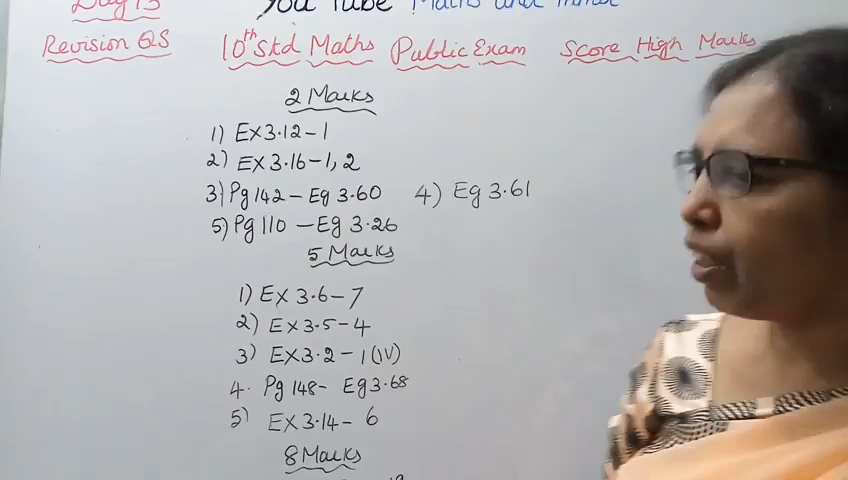 Day 13
You Tube Maths and
Revision QS 10th Std Maths Public Exam Score High Marks
2 Marks
1) Ex 3.12-1
2) Ex 3.16-1,2
3) Pg 142 - Eg 3.60 4) Eg 3.61
5) Pg 110 - Eg 3.26
5 Marks
1) Ex 3.6-7
2) Ex 3.5-4
3) Ex 3.2-1(iv)
4. Pg 148- Eg 3.68
5) Ex 3.14- 6
8 Marks